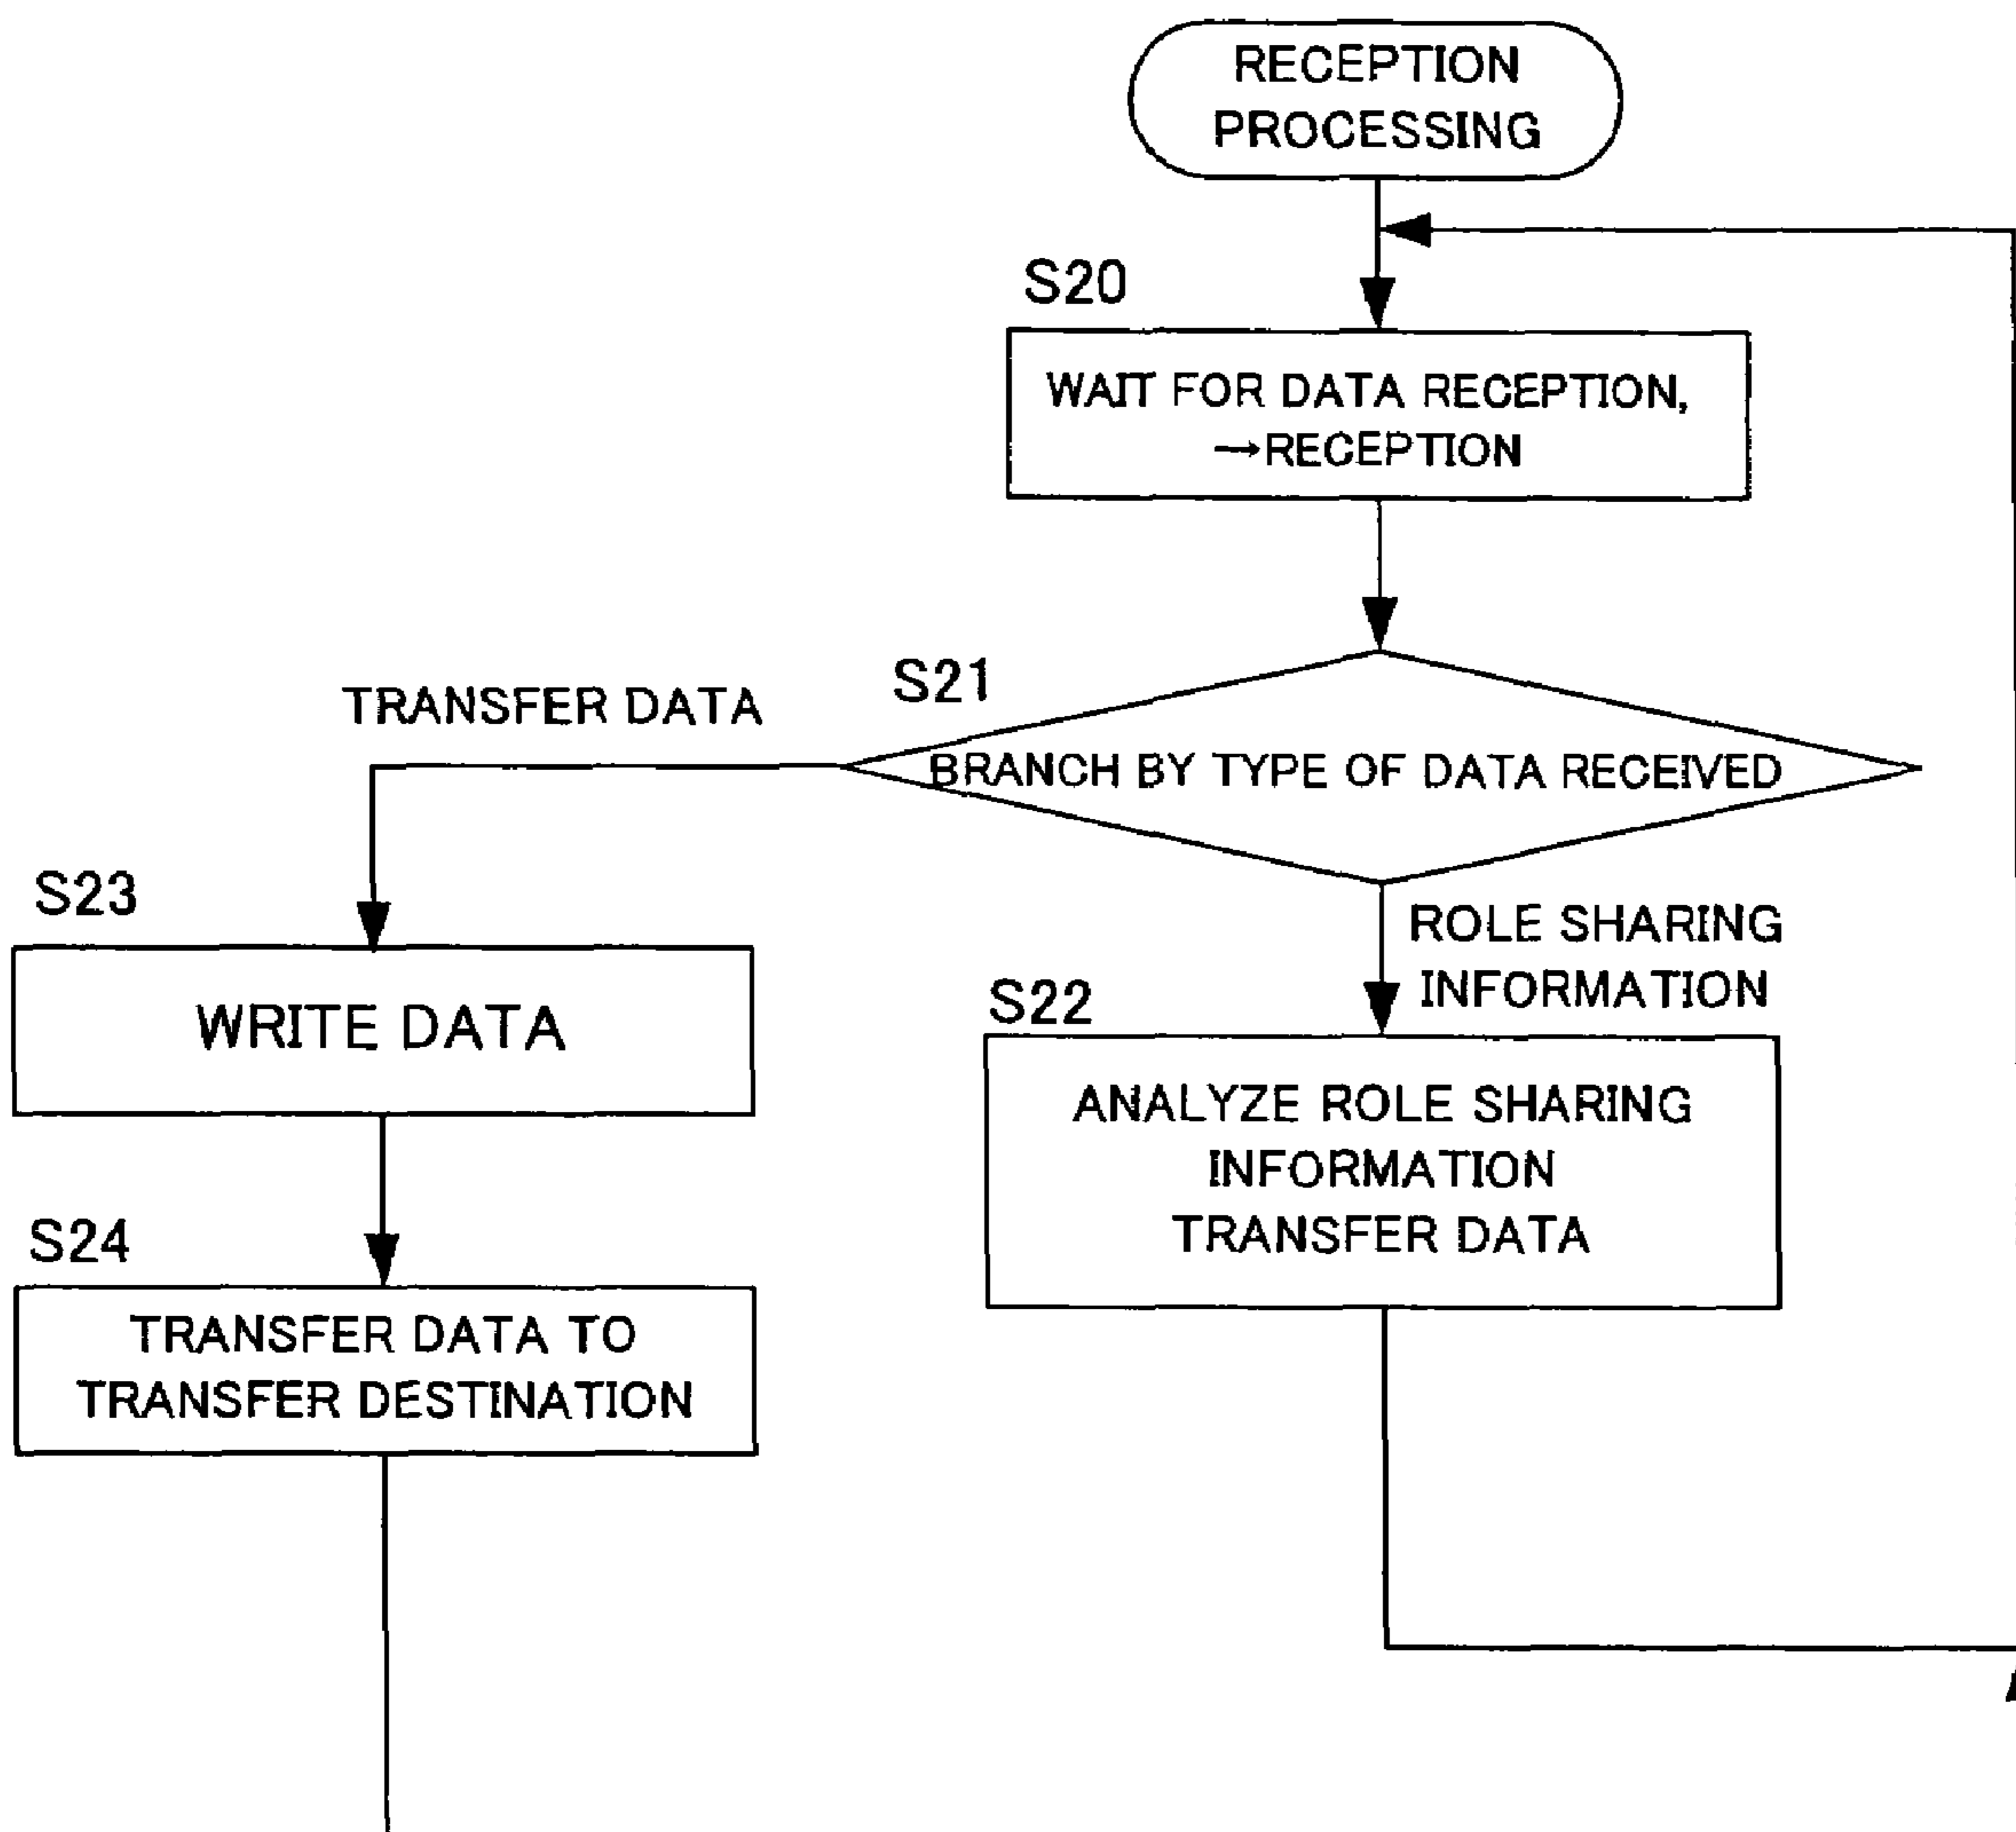 RECEPTION
PROCESSING
S20
WAIT FOR DATA RECEPTION,
→RECEPTION
S21
TRANSFER DATA
BRANCH BY TYPE OF DATA RECEIVED
S23
WRITE DATA
ROLE SHARING
INFORMATION
S22
ANALYZE ROLE SHARING
INFORMATION
TRANSFER DATA
S24
TRANSFER DATA TO
TRANSFER DESTINATION